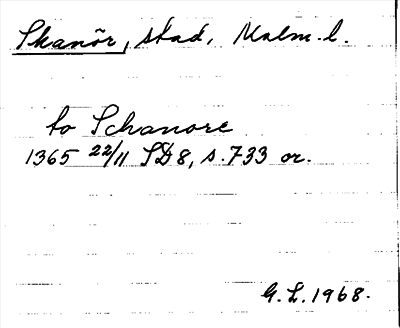 Skanör, stad, Malm. l.
to Schanore
1365 22/11 SD 8, s. 733 or.
G. L. 1968.